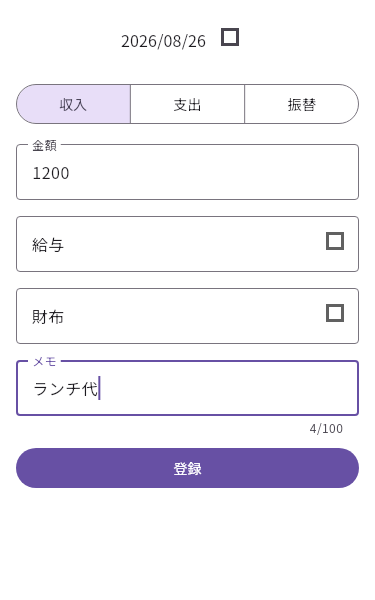 2026/08/26
収入 支出 振替
金額
1200
給与
財布
メモ
ランチ代
4/100
登録